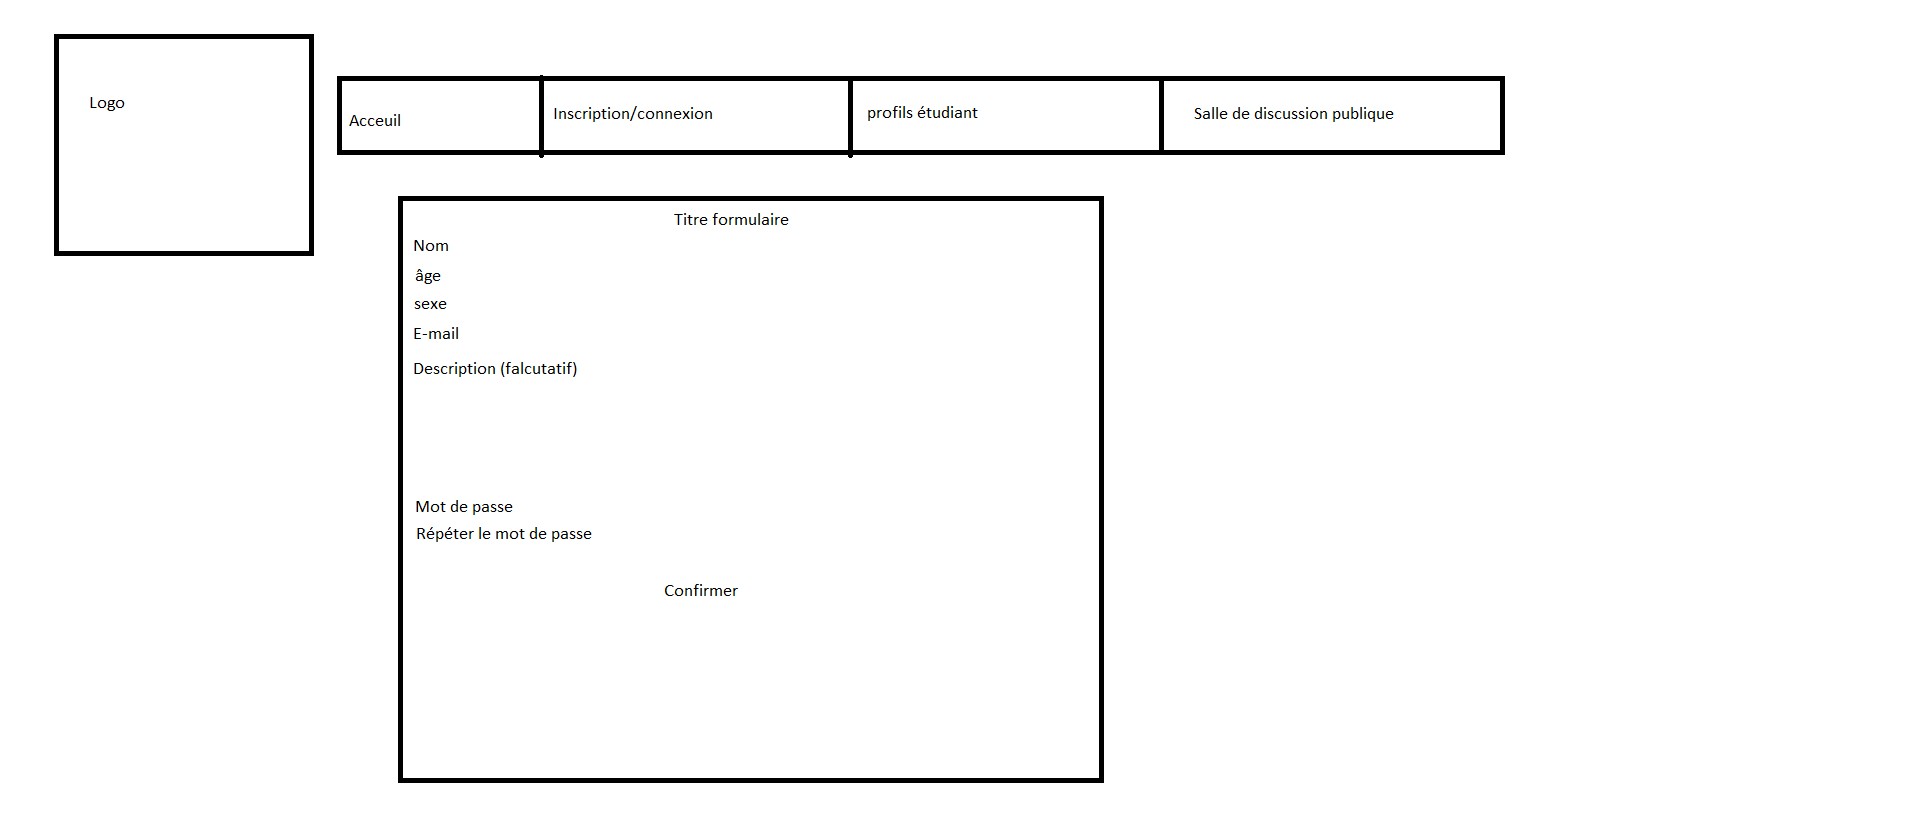 Logo
Acceuil
Inscription/connexion
profils étudiant
Salle de discussion publique
Titre formulaire
Nom
âge
sexe
E-mail
Description (falcutatif)
Mot de passe
Répéter le mot de passe
Confirmer